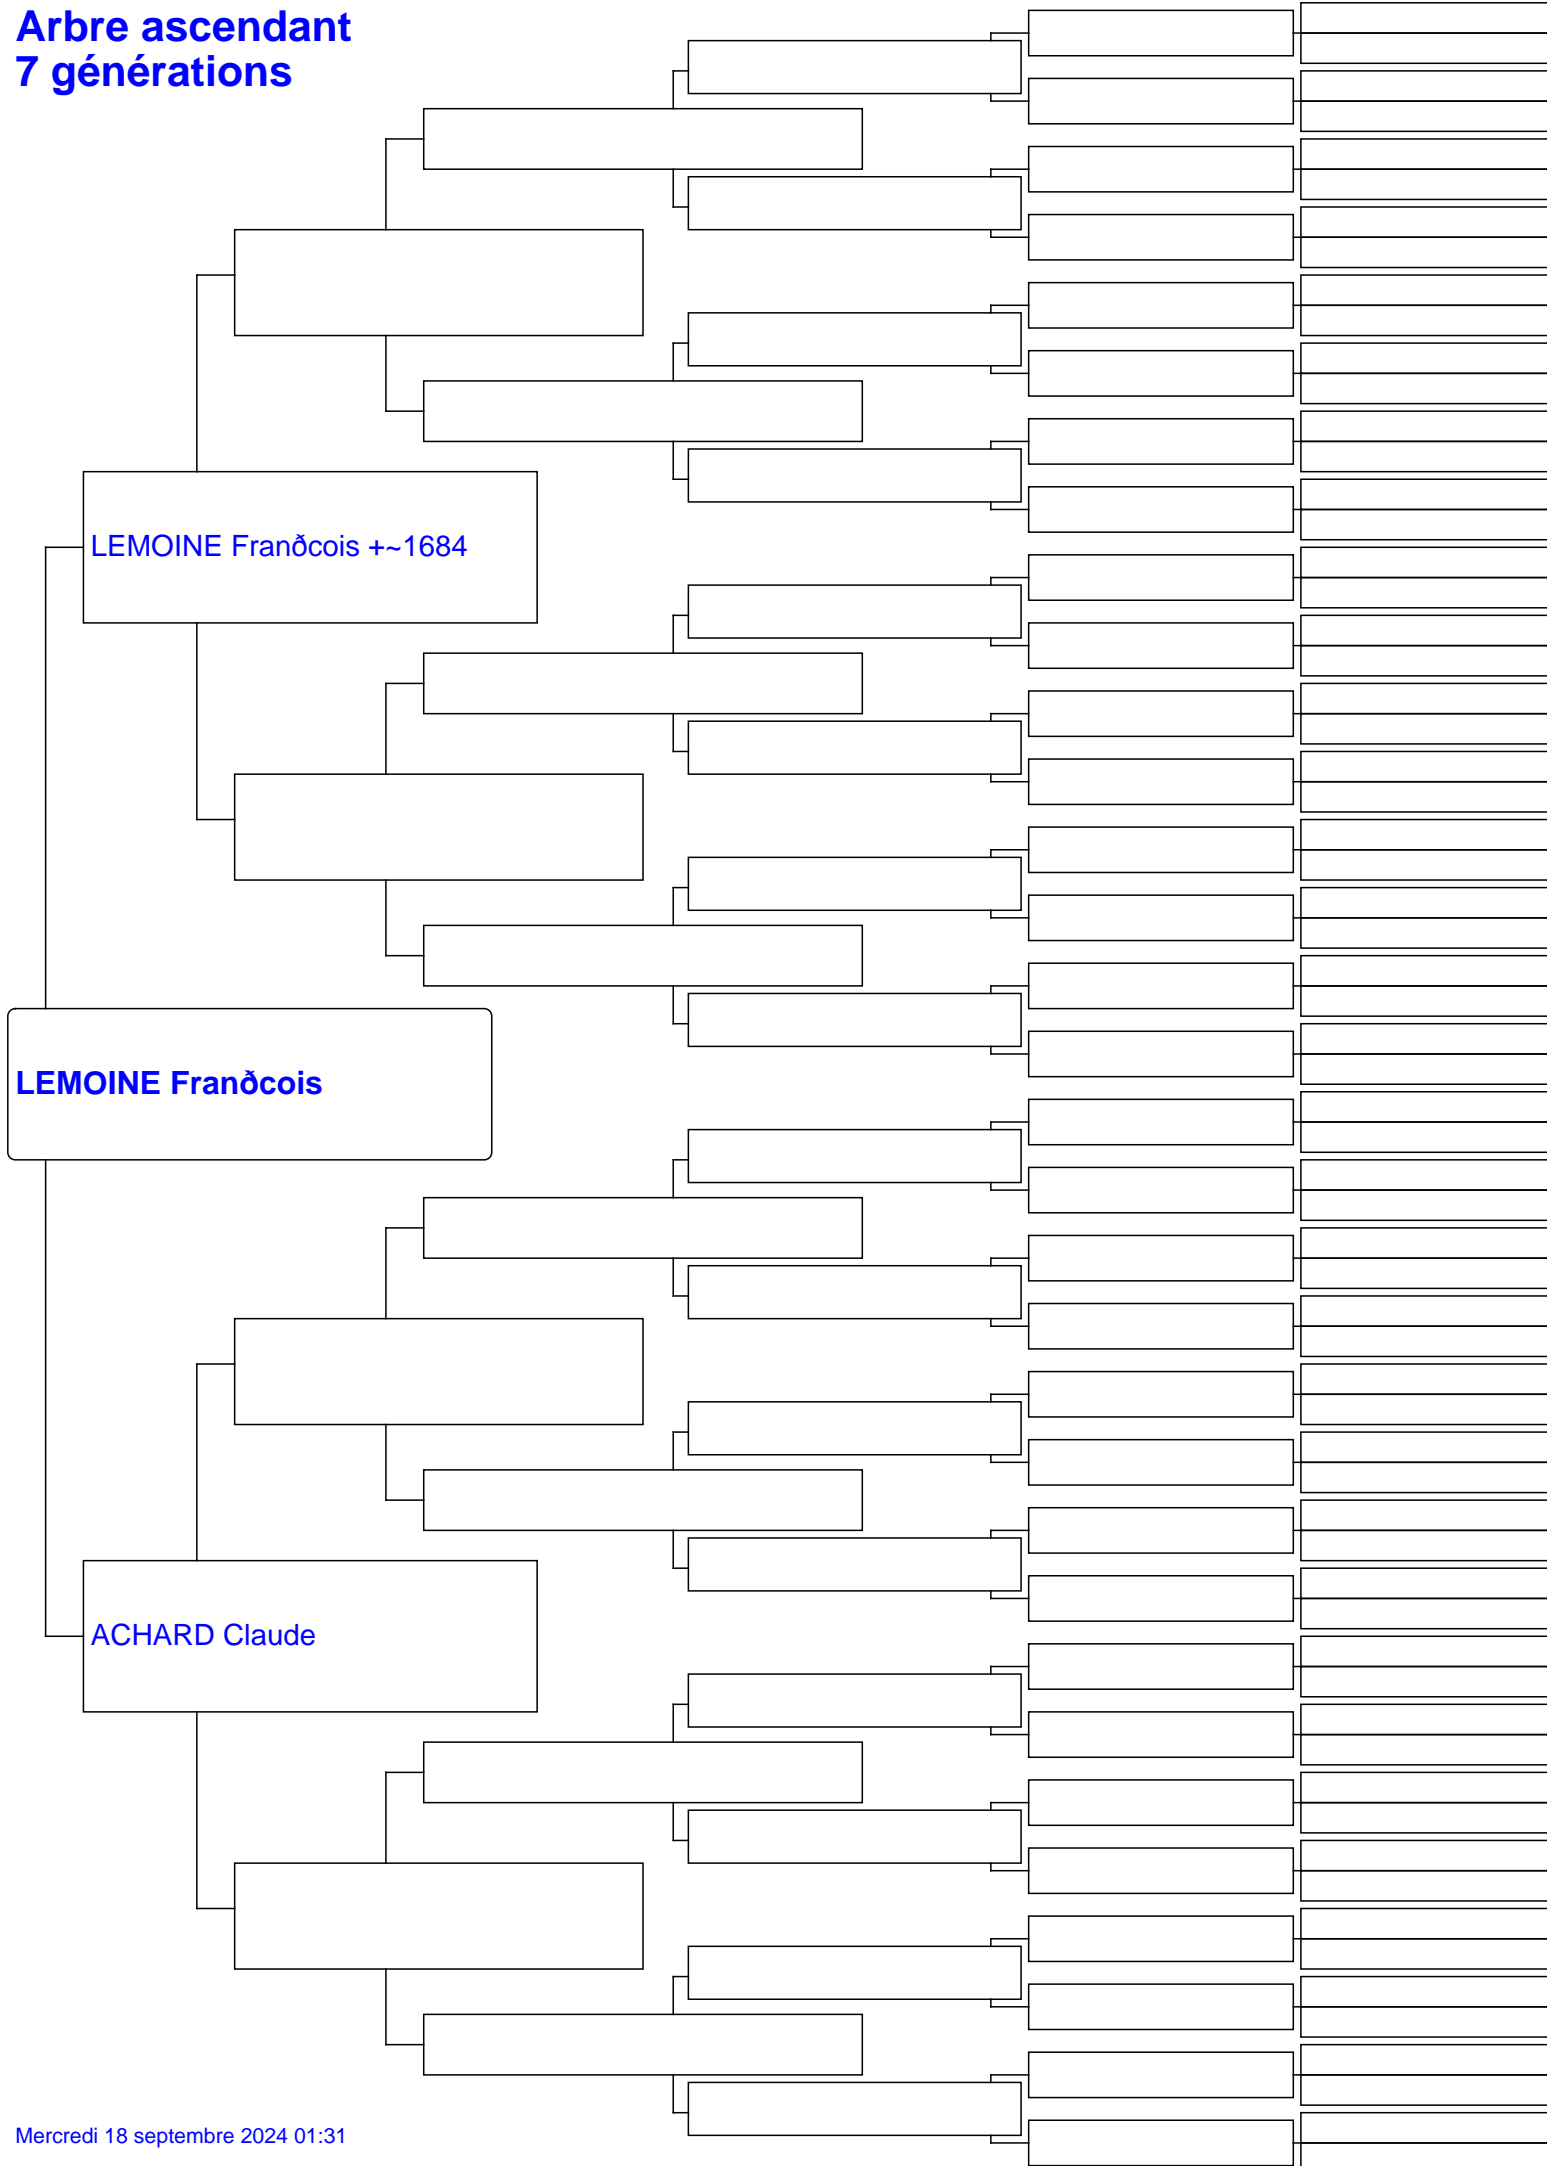 Arbre ascendant
7 générations
LEMOINE Franðcois +~1684
LEMOINE Franðcois
ACHARD Claude
Mercredi 18 septembre 2024 01:31